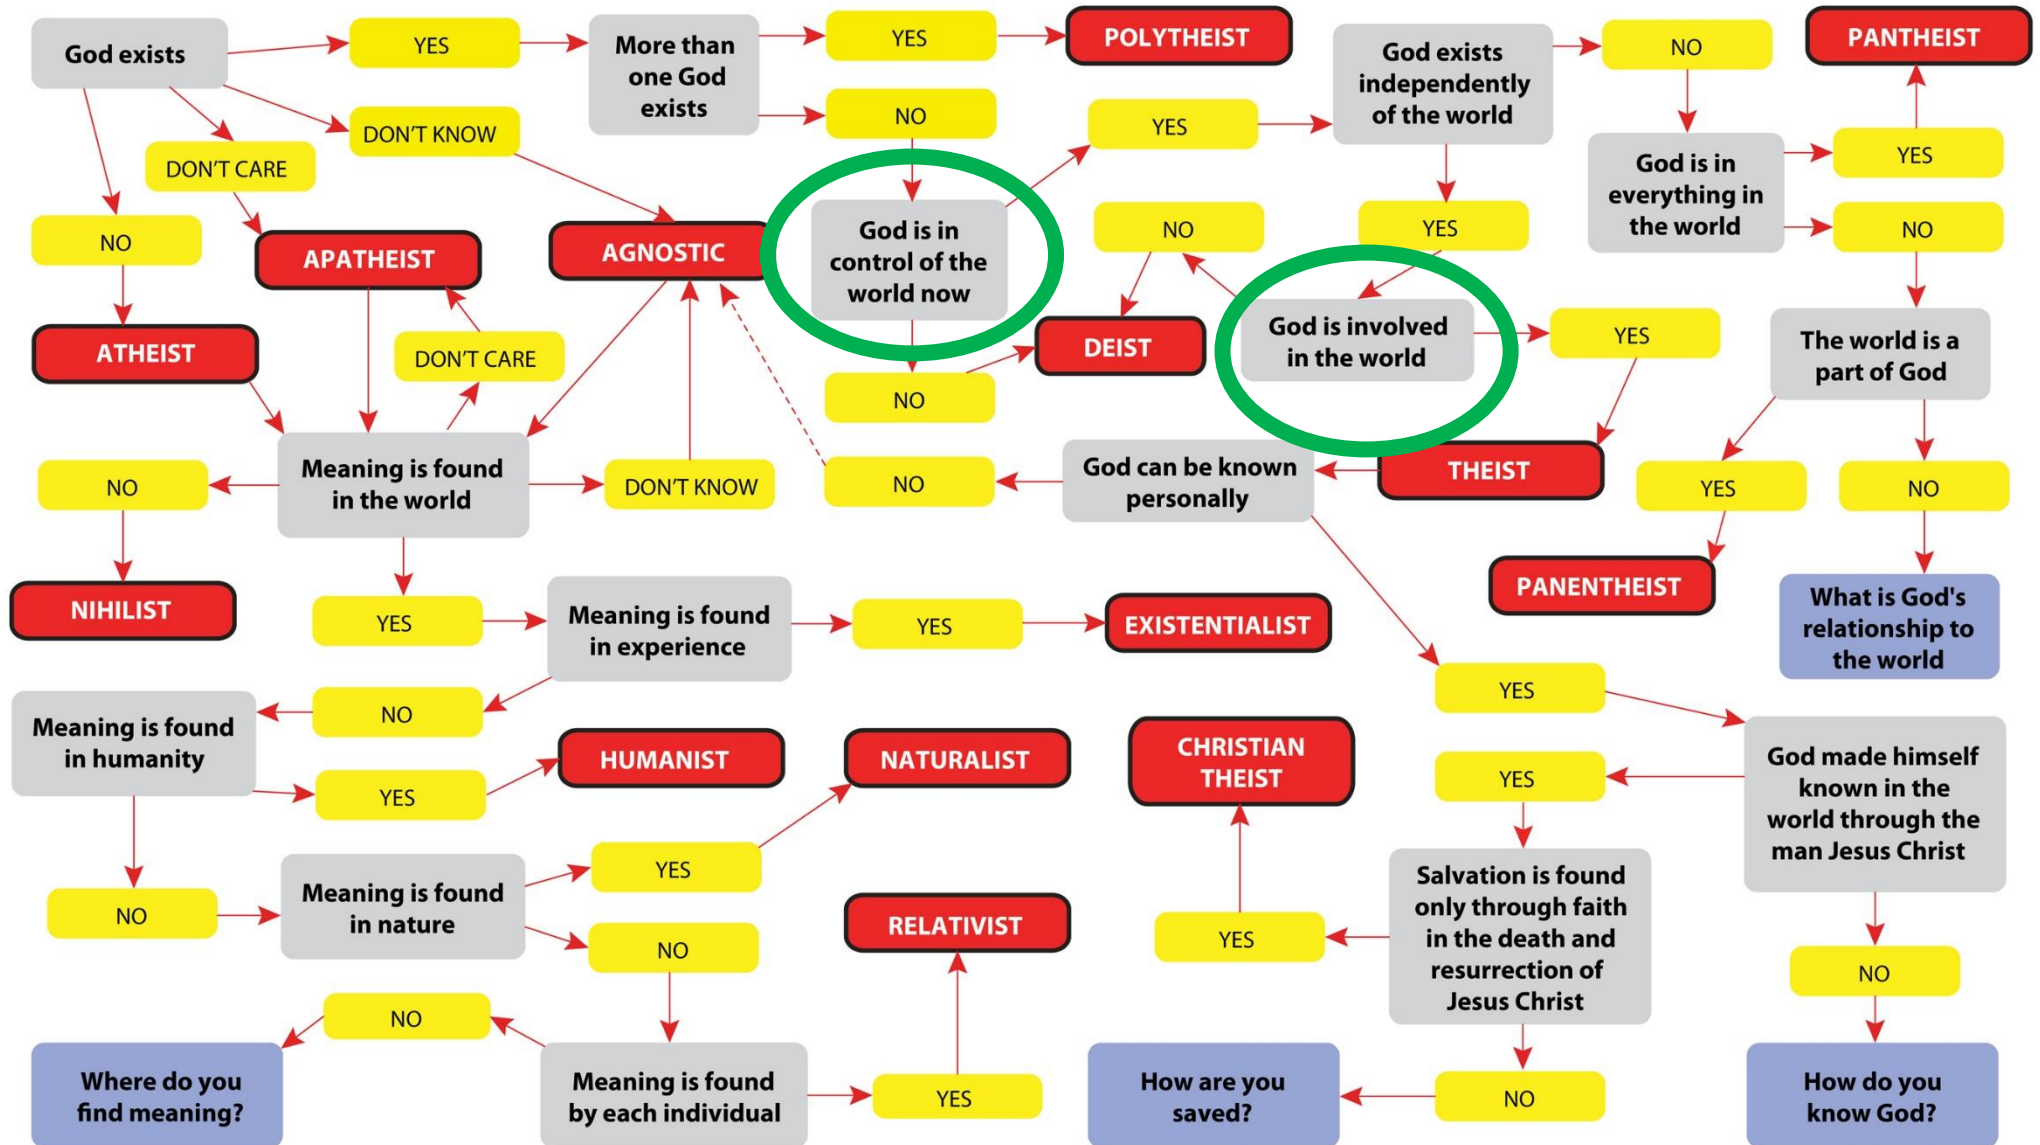 God exists
YES
More than
one God
exists
YES
POLYTHEIST
God exists
independently
of the world
NO
PANTHEIST
DON'T KNOW
NO
YES
YES
DON'T CARE
God is in
everything in
the world
NO
APATHEIST
AGNOSTIC
God is in
control of the
world now
NO
YES
NO
ATHEIST
DON'T CARE
DEIST
God is involved
in the world
YES
The world is a
part of God
NO
NO
Meaning is found
in the world
DON'T KNOW
NO
God can be known
personally
THEIST
YES
NO
NIHILIST
YES
Meaning is found
in experience
YES
EXISTENTIALIST
PANENTHEIST
What is God's
relationship to
the world
Meaning is found
in humanity
NO
YES
HUMANIST
NATURALIST
CHRISTIAN
THEIST
YES
YES
God made himself
known in the
world through the
man Jesus Christ
NO
Meaning is found
in nature
YES
NO
RELATIVIST
YES
Salvation is found
only through faith
in the death and
resurrection of
Jesus Christ
NO
Where do you
find meaning?
NO
Meaning is found
by each individual
YES
How are you
saved?
NO
How do you
know God?